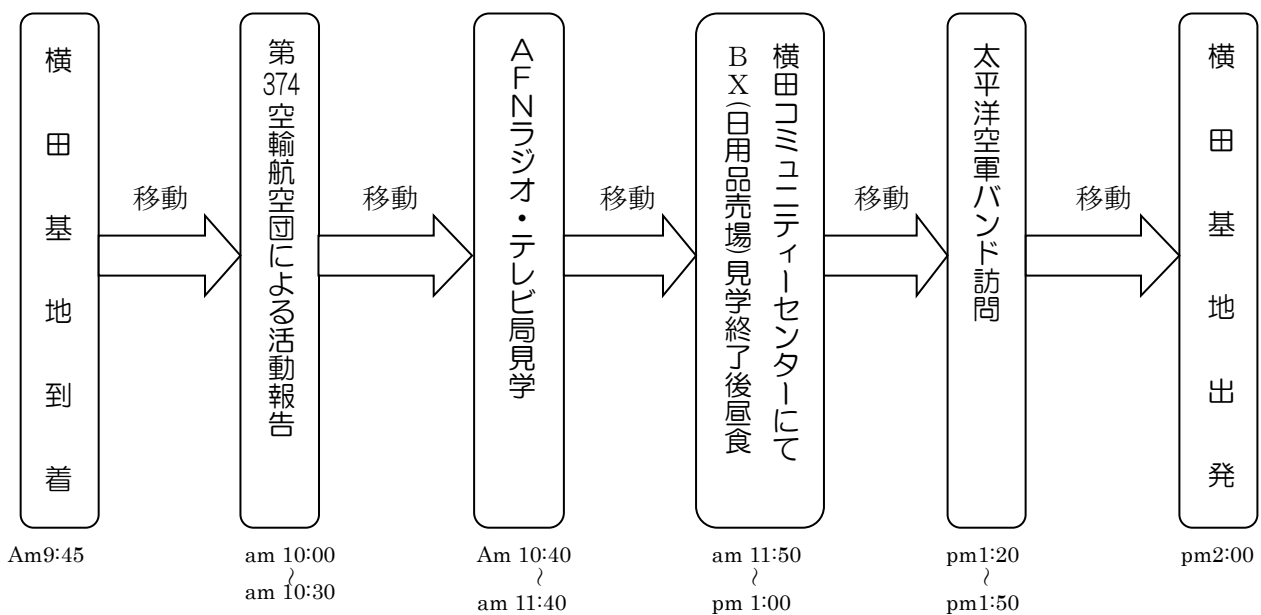 横田基地到着
移動
第374空輸航空団による活動報告
移動
AFNラジオ・テレビ局見学
移動
横田コミュニティーセンターにて
BX(日用品売場)見学終了後昼食
移動
太平洋空軍バンド訪問
移動
横田基地出発
Am9:45
am 10:00
～
am 10:30
Am 10:40
～
am 11:40
am 11:50
～
pm 1:00
pm1:20
～
pm1:50
pm2:00